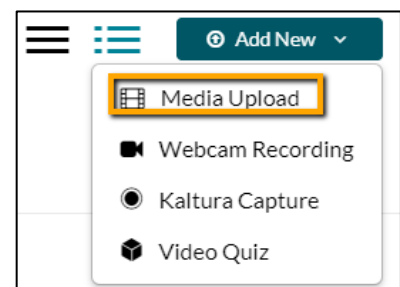 Add New
Media Upload
Webcam Recording
Kaltura Capture
Video Quiz